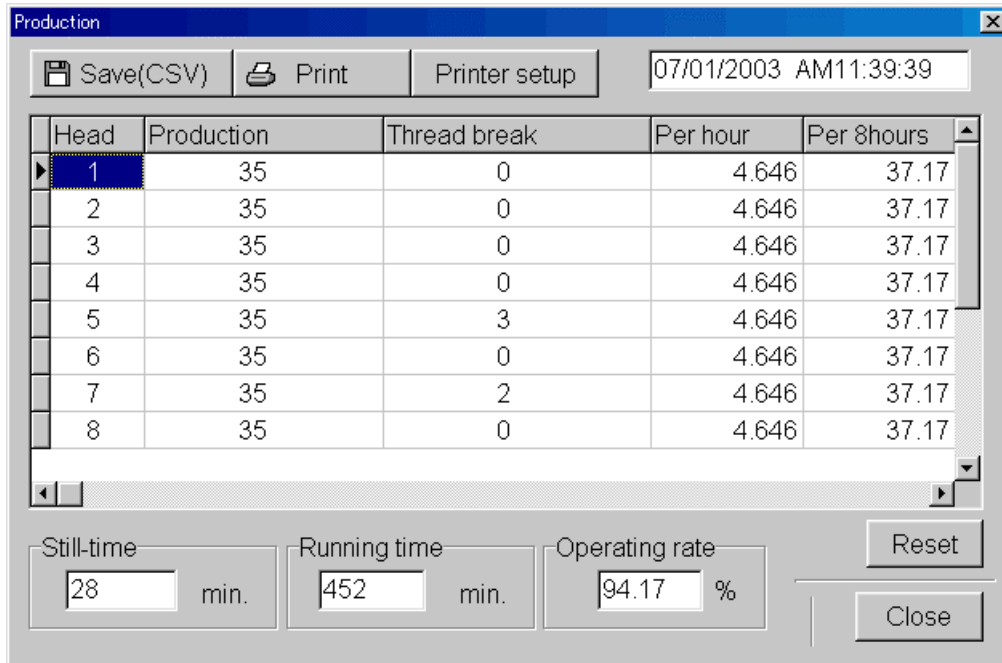 Production
Save(CSV) Print Printer setup 07/01/2003 AM11:39:39
Head Production Thread break Per hour Per 8hours
1 35 0 4.646 37.17
2 35 0 4.646 37.17
3 35 0 4.646 37.17
4 35 0 4.646 37.17
5 35 3 4.646 37.17
6 35 0 4.646 37.17
7 35 2 4.646 37.17
8 35 0 4.646 37.17
Still-time Running time Operating rate Reset
28 min. 452 min. 94.17 %
Close